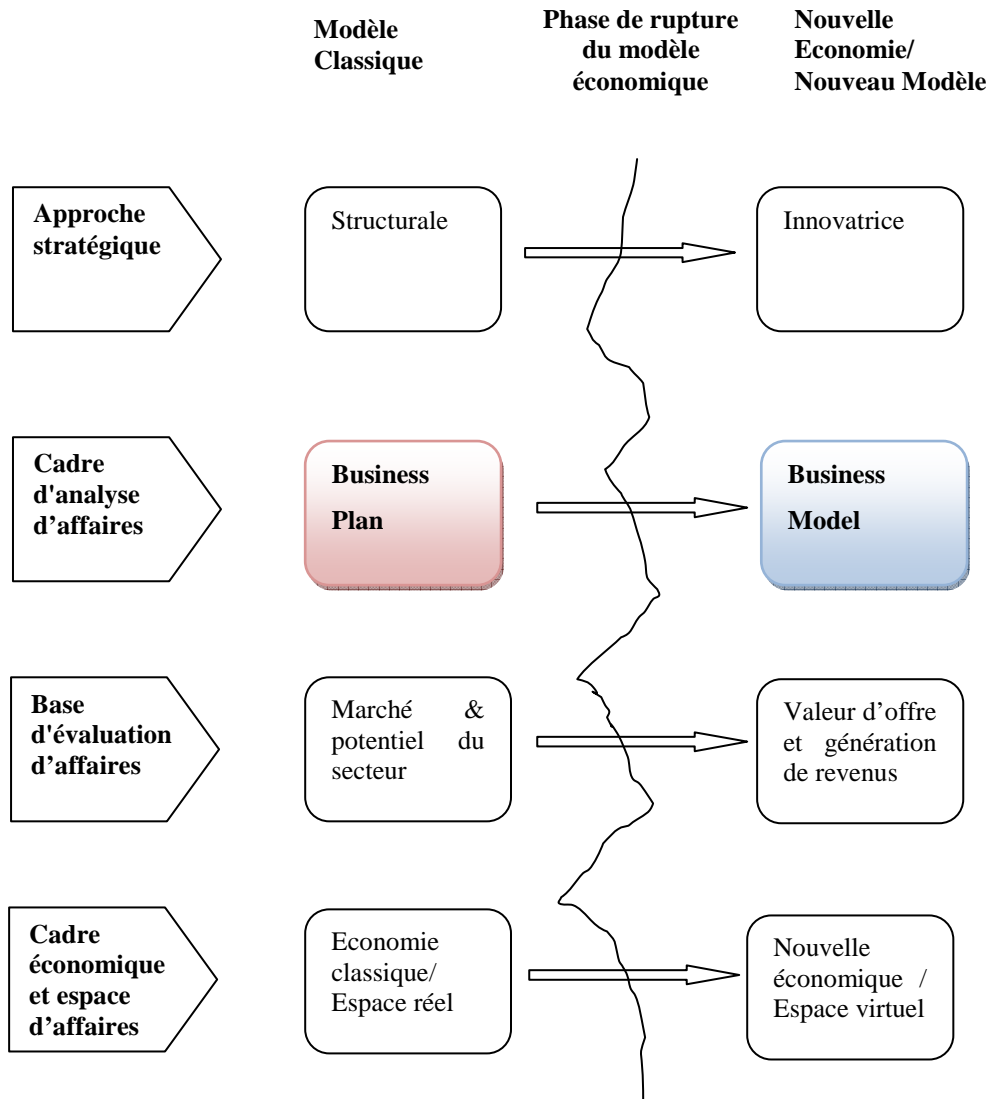 Modèle
Classique
Phase de rupture
du modèle
économique
Nouvelle
Economie/
Nouveau Modèle
Approche
stratégique
Structurale
Innovatrice
Cadre
d'analyse
d’affaires
Business
Plan
Business
Model
Base
d'évaluation
d’affaires
Marché &
potentiel du
secteur
Valeur d’offre
et génération
de revenus
Cadre
économique
et espace
d’affaires
Economie
classique/
Espace réel
Nouvelle
économique /
Espace virtuel